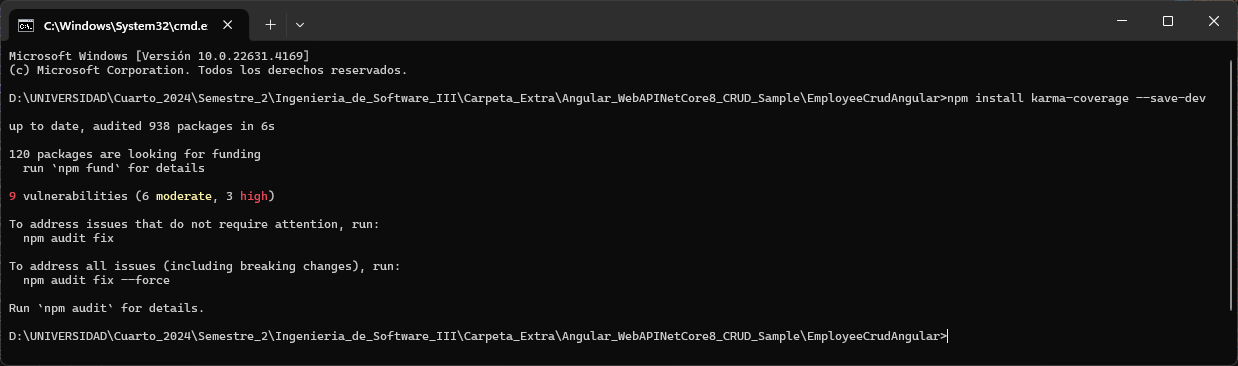 C:\Windows\System32\cmd.e
Microsoft Windows [Versión 10.0.22631.4169]
(c) Microsoft Corporation. Todos los derechos reservados.
D:\UNIVERSIDAD\Cuarto_2024\Semestre_2\Ingenieria_de_Software_III\Carpeta_Extra\Angular_WebAPINetCore8_CRUD_Sample\EmployeeCrudAngular>npm install karma-coverage --save-dev
up to date, audited 938 packages in 6s
120 packages are looking for funding
  run `npm fund` for details
9 vulnerabilities (6 moderate, 3 high)
To address issues that do not require attention, run:
  npm audit fix
To address all issues (including breaking changes), run:
  npm audit fix --force
Run `npm audit` for details.
D:\UNIVERSIDAD\Cuarto_2024\Semestre_2\Ingenieria_de_Software_III\Carpeta_Extra\Angular_WebAPINetCore8_CRUD_Sample\EmployeeCrudAngular>